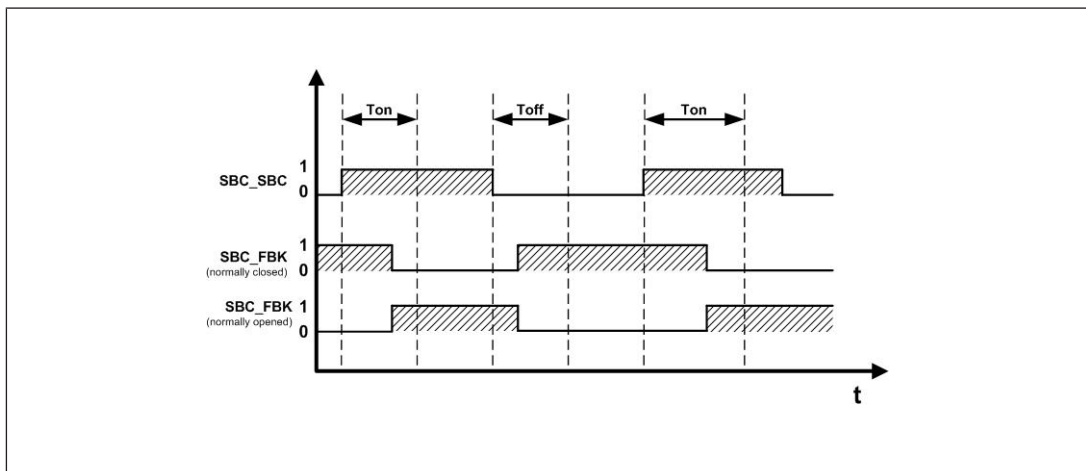 Ton Toff Ton
SBC_SBC 1
0
SBC_FBK 1
(normally closed) 0
SBC_FBK 1
(normally opened) 0
t